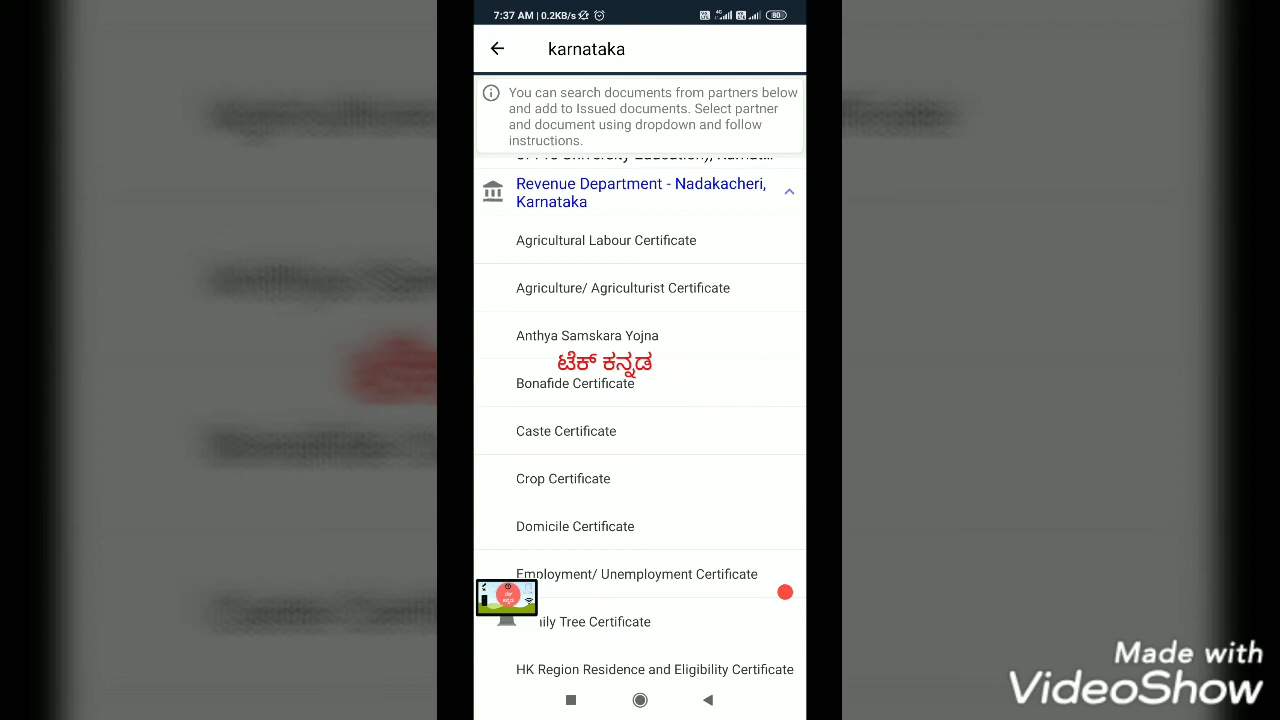 7:37 AM | 0.2KB/s
80
karnataka
You can search documents from partners below
and add to Issued documents. Select partner
and document using dropdown and follow
instructions.
Revenue Department - Nadakacheri,
Karnataka
Agricultural Labour Certificate
Agriculture/ Agriculturist Certificate
Anthya Samskara Yojna
ಟೆಕ್ ಕನ್ನಡ
Bonafide Certificate
Caste Certificate
Crop Certificate
Domicile Certificate
Employment/ Unemployment Certificate
ಟೆಕ್
ಕನ್ನಡ
ily Tree Certificate
HK Region Residence and Eligibility Certificate
Made with
VideoShow